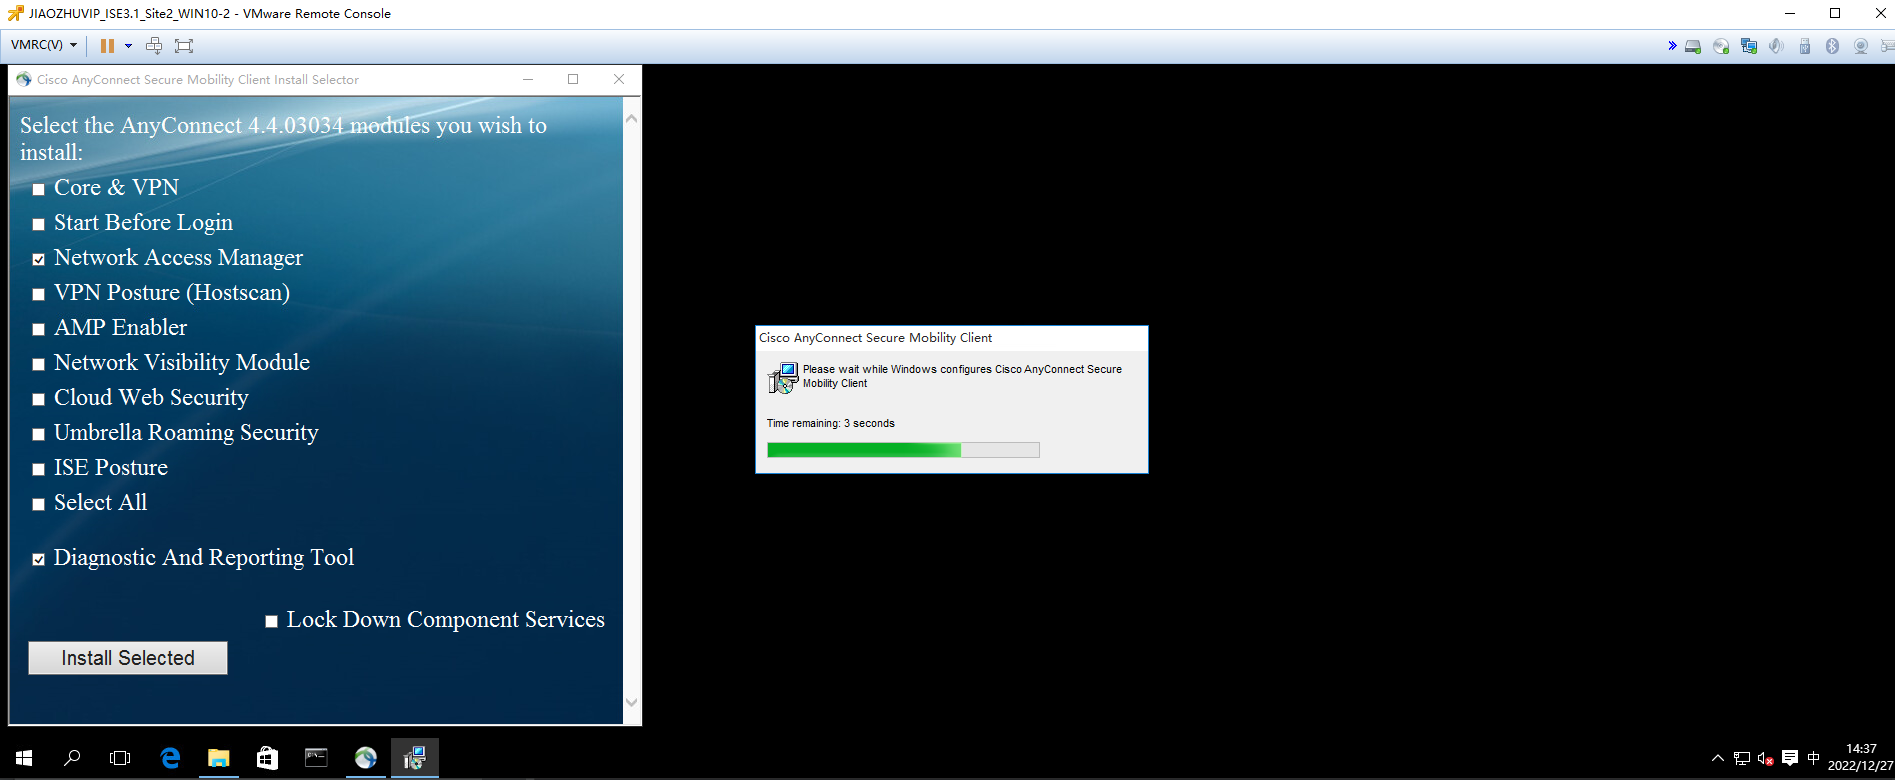 JIAOZHUVIP_ISE3.1_Site2_WIN10-2 - VMware Remote Console
VMRC(V)
Cisco AnyConnect Secure Mobility Client Install Selector
Select the AnyConnect 4.4.03034 modules you wish to
install:
Core & VPN
Start Before Login
Network Access Manager
VPN Posture (Hostscan)
AMP Enabler
Network Visibility Module
Cloud Web Security
Umbrella Roaming Security
ISE Posture
Select All
Diagnostic And Reporting Tool
Lock Down Component Services
Install Selected
Cisco AnyConnect Secure Mobility Client
Please wait while Windows configures Cisco AnyConnect Secure
Mobility Client
Time remaining: 3 seconds
中
14:37
2022/12/27